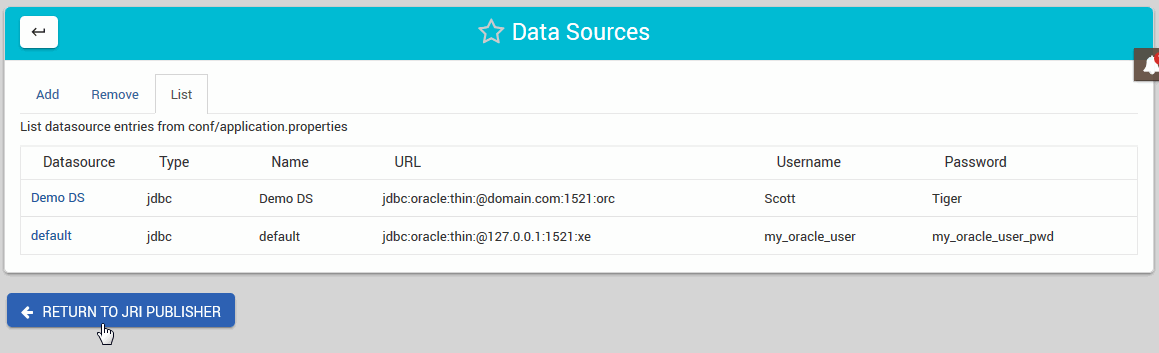 Data Sources
Add Remove List
List datasource entries from conf/application.properties
Datasource Type Name URL Username Password
Demo DS jdbc Demo DS jdbc:oracle:thin:@domain.com:1521:orc Scott Tiger
default jdbc default jdbc:oracle:thin:@127.0.0.1:1521:xe my_oracle_user my_oracle_user_pwd
RETURN TO JRI PUBLISHER